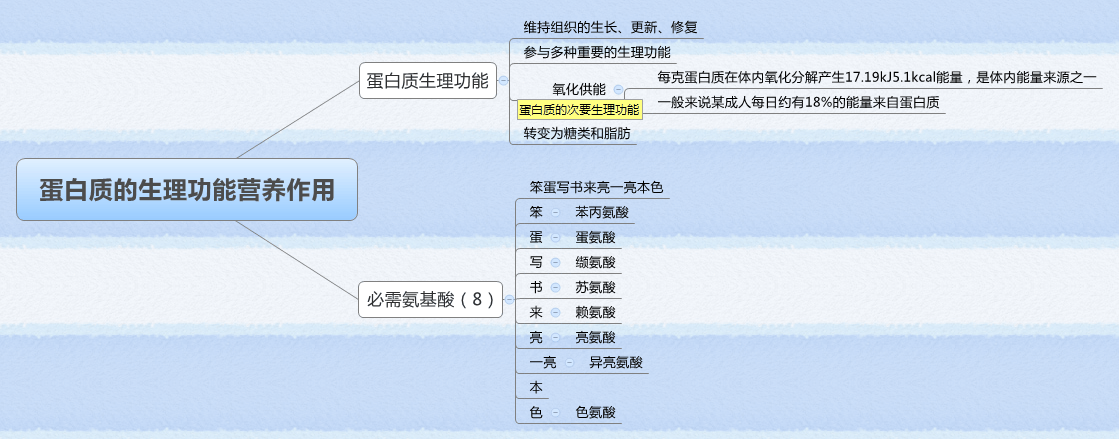 蛋白质的生理功能营养作用
蛋白质生理功能
维持组织的生长、更新、修复
参与多种重要的生理功能
氧化供能
每克蛋白质在体内氧化分解产生17.19kJ5.1kcal能量，是体内能量来源之一
一般来说某成人每日约有18%的能量来自蛋白质
蛋白质的次要生理功能
转变为糖类和脂肪
必需氨基酸（8）
笨蛋写书来亮一亮本色
笨 苯丙氨酸
蛋 蛋氨酸
写 缬氨酸
书 苏氨酸
来 赖氨酸
亮 亮氨酸
一亮 异亮氨酸
本
色 色氨酸